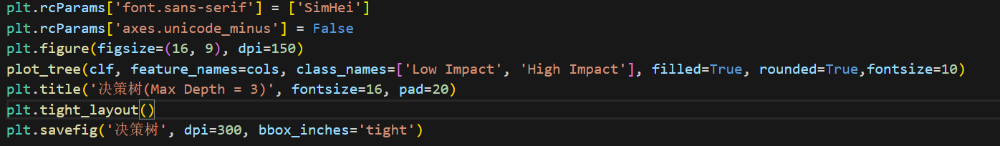 plt.rcParams['font.sans-serif'] = ['SimHei']
plt.rcParams['axes.unicode_minus'] = False
plt.figure(figsize=(16, 9), dpi=150)
plot_tree(clf, feature_names=cols, class_names=['Low Impact', 'High Impact'], filled=True, rounded=True,fontsize=10)
plt.title('决策树(Max Depth = 3)', fontsize=16, pad=20)
plt.tight_layout()
plt.savefig('决策树', dpi=300, bbox_inches='tight')